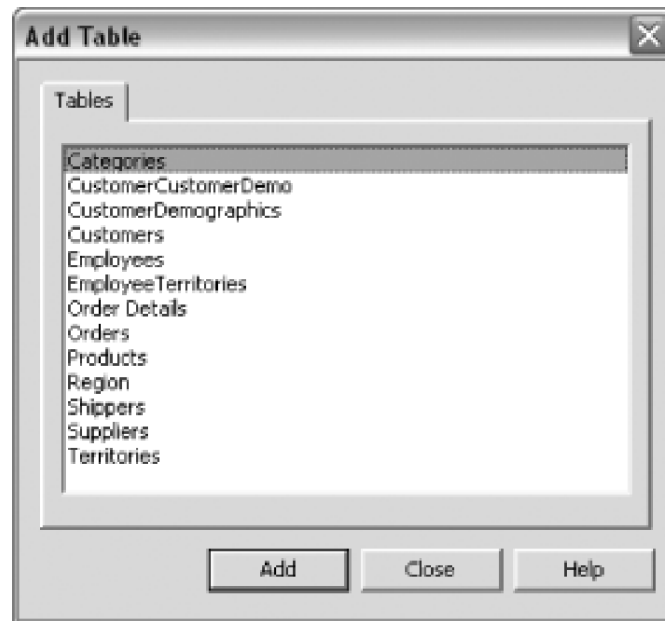 Add Table
Tables
Categories
CustomerCustomerDemo
CustomerDemographics
Customers
Employees
EmployeeTerritories
Order Details
Orders
Products
Region
Shippers
Suppliers
Territories
Add Close Help